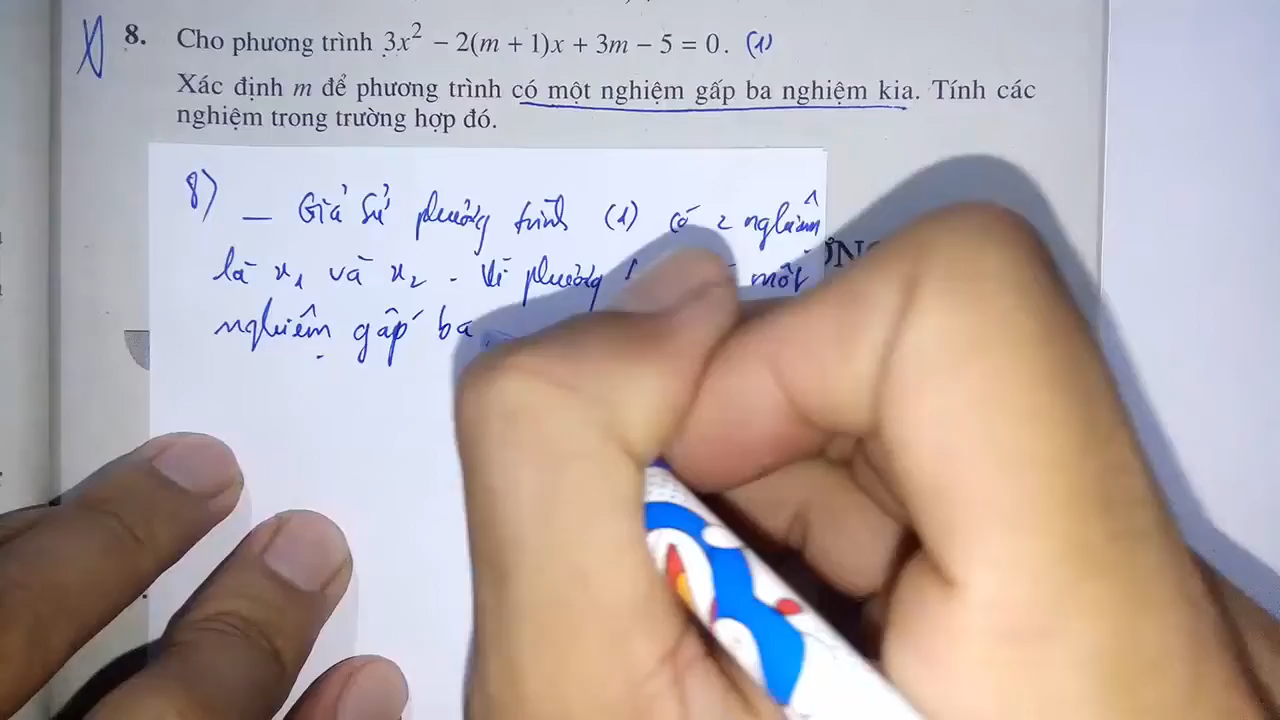 8. Cho phương trình 3x² − 2(m + 1)x + 3m − 5 = 0. (1)
Xác định m để phương trình có một nghiệm gấp ba nghiệm kia. Tính các
nghiệm trong trường hợp đó.
8) — Giả sử phương trình (1) có 2 nghiệm
là x₁ và x₂. Vì phương một
nghiệm gấp ba